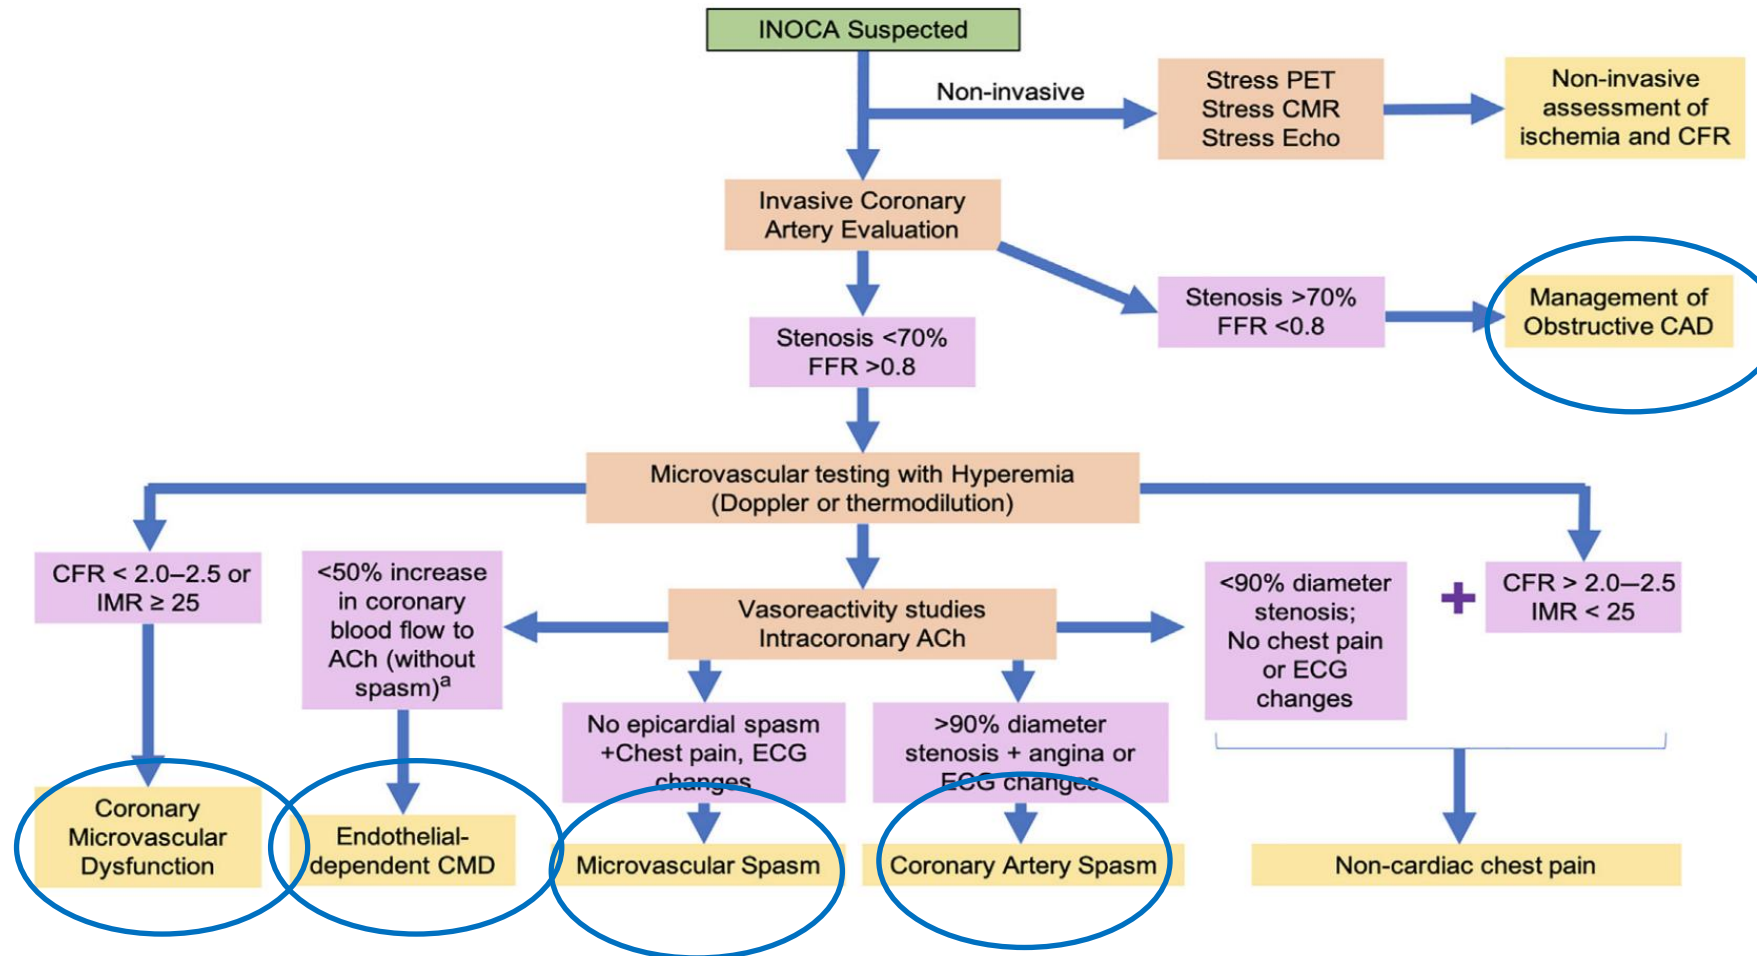 INOCA Suspected
Non-invasive
Stress PET
Stress CMR
Stress Echo
Non-invasive
assessment of
ischemia and CFR
Invasive Coronary
Artery Evaluation
Stenosis >70%
FFR <0.8
Management of
Obstructive CAD
Stenosis <70%
FFR >0.8
Microvascular testing with Hyperemia
(Doppler or thermodilution)
CFR < 2.0–2.5 or
IMR ≥ 25
<50% increase
in coronary
blood flow to
ACh (without
spasm)ᵃ
Vasoreactivity studies
Intracoronary ACh
<90% diameter
stenosis;
No chest pain
or ECG
changes
+
CFR > 2.0—2.5
IMR < 25
No epicardial spasm
+Chest pain, ECG
changes
>90% diameter
stenosis + angina or
ECG changes
Coronary
Microvascular
Dysfunction
Endothelial-
dependent CMD
Microvascular Spasm
Coronary Artery Spasm
Non-cardiac chest pain